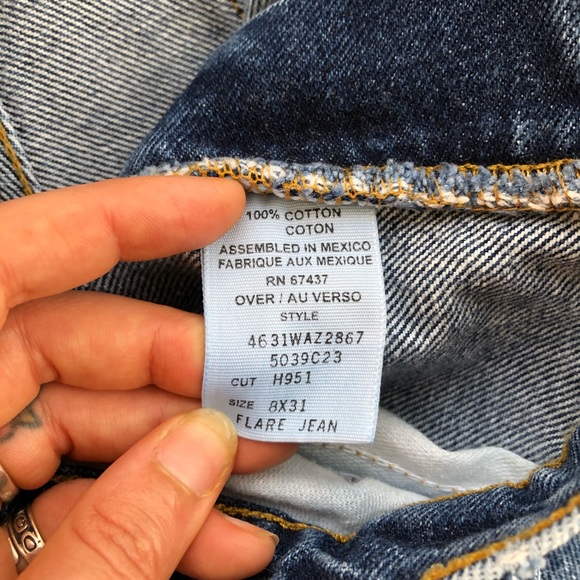 100% COTTON
COTON
ASSEMBLED IN MEXICO
FABRIQUE AUX MEXIQUE
RN 67437
OVER / AU VERSO
STYLE
4631WAZ2867
5039C23
CUT H951
SIZE 8X31
FLARE JEAN